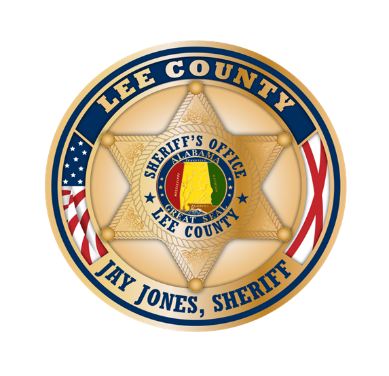 LEE COUNTY
SHERIFF'S OFFICE
ALABAMA
GREAT SEAL
★ LEE COUNTY ★
JAY JONES, SHERIFF